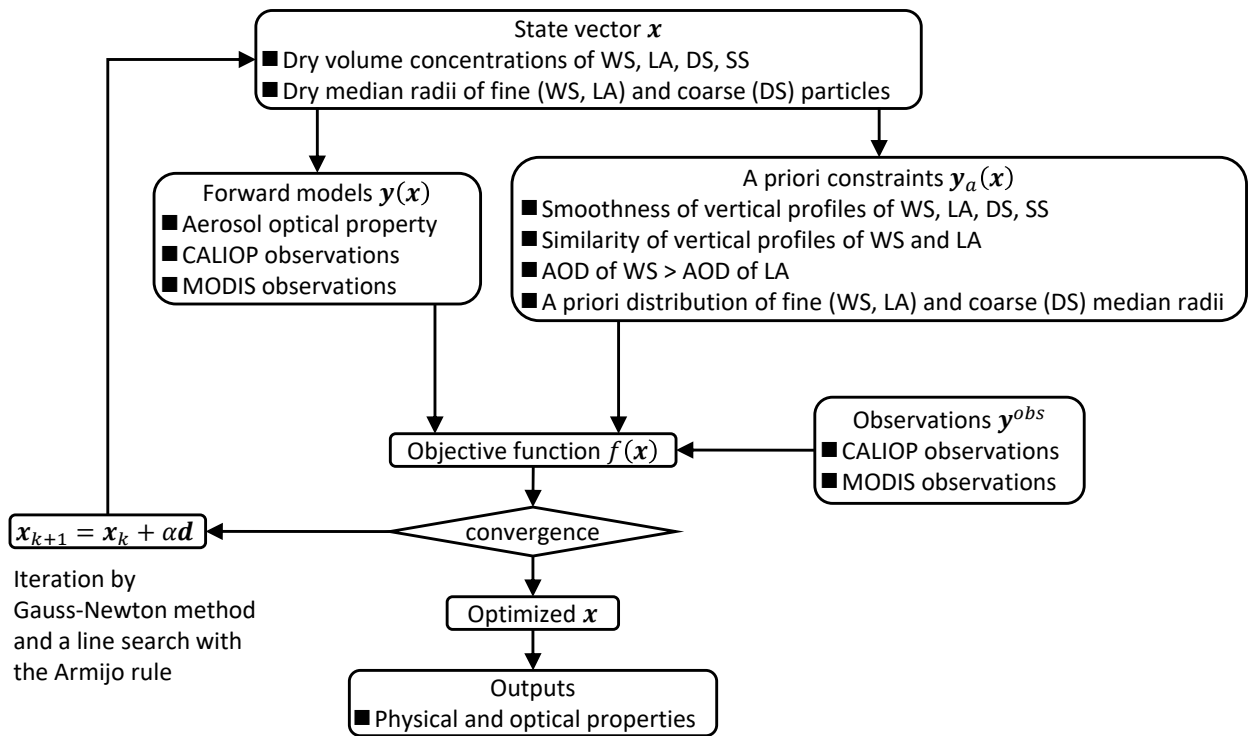 State vector 𝒙
■ Dry volume concentrations of WS, LA, DS, SS
■ Dry median radii of fine (WS, LA) and coarse (DS) particles
Forward models 𝒚(𝒙)
■ Aerosol optical property
■ CALIOP observations
■ MODIS observations
A priori constraints 𝒚ₐ(𝒙)
■ Smoothness of vertical profiles of WS, LA, DS, SS
■ Similarity of vertical profiles of WS and LA
■ AOD of WS > AOD of LA
■ A priori distribution of fine (WS, LA) and coarse (DS) median radii
Observations 𝒚ᵒᵇˢ
■ CALIOP observations
■ MODIS observations
Objective function 𝑓(𝒙)
convergence
𝒙ₖ₊₁ = 𝒙ₖ + 𝛼𝒅
Iteration by
Gauss-Newton method
and a line search with
the Armijo rule
Optimized 𝒙
Outputs
■ Physical and optical properties